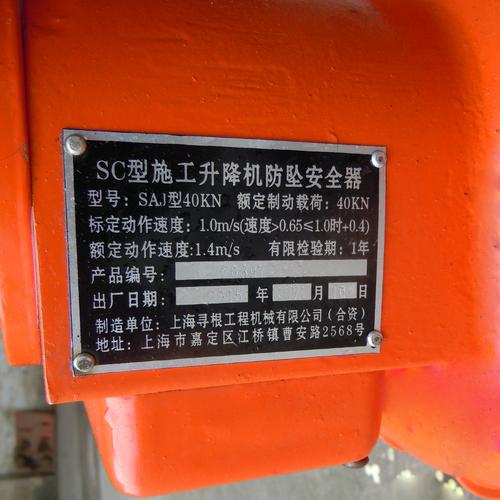 SC型施工升降机防坠安全器
型号：SAJ型40KN 额定制动载荷：40KN
标定动作速度：1.0m/s(速度>0.65≤1.0时+0.4)
额定动作速度：1.4m/s 有限检验期：1年
产品编号：
出厂日期： 年 月 日
制造单位：上海寻根工程机械有限公司（合资）
地址：上海市嘉定区江桥镇曹安路2568号